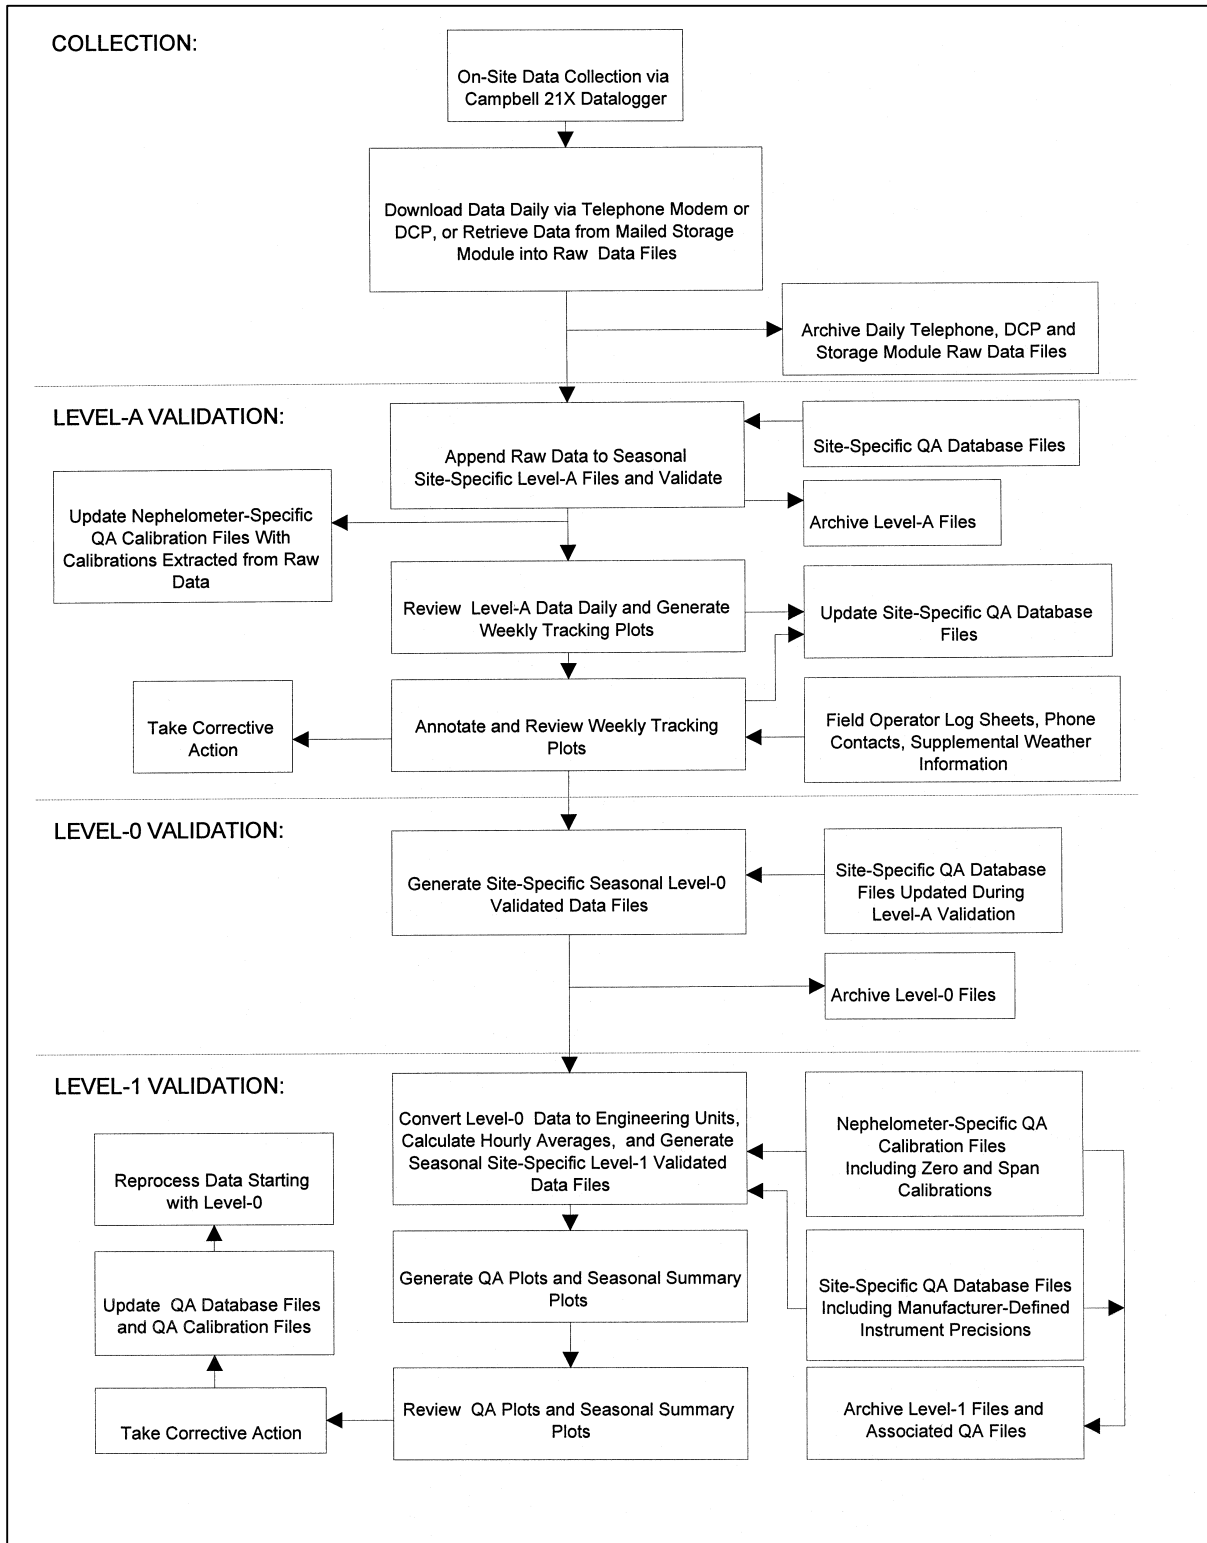 COLLECTION:
On-Site Data Collection via
Campbell 21X Datalogger
Download Data Daily via Telephone Modem or
DCP, or Retrieve Data from Mailed Storage
Module into Raw Data Files
Archive Daily Telephone, DCP and
Storage Module Raw Data Files
LEVEL-A VALIDATION:
Append Raw Data to Seasonal
Site-Specific Level-A Files and Validate
Site-Specific QA Database Files
Archive Level-A Files
Update Nephelometer-Specific
QA Calibration Files With
Calibrations Extracted from Raw
Data
Review Level-A Data Daily and Generate
Weekly Tracking Plots
Update Site-Specific QA Database
Files
Take Corrective
Action
Annotate and Review Weekly Tracking
Plots
Field Operator Log Sheets, Phone
Contacts, Supplemental Weather
Information
LEVEL-0 VALIDATION:
Generate Site-Specific Seasonal Level-0
Validated Data Files
Site-Specific QA Database
Files Updated During
Level-A Validation
Archive Level-0 Files
LEVEL-1 VALIDATION:
Convert Level-0 Data to Engineering Units,
Calculate Hourly Averages, and Generate
Seasonal Site-Specific Level-1 Validated
Data Files
Nephelometer-Specific QA
Calibration Files
Including Zero and Span
Calibrations
Reprocess Data Starting
with Level-0
Generate QA Plots and Seasonal Summary
Plots
Site-Specific QA Database Files
Including Manufacturer-Defined
Instrument Precisions
Update QA Database Files
and QA Calibration Files
Take Corrective Action
Review QA Plots and Seasonal Summary
Plots
Archive Level-1 Files and
Associated QA Files